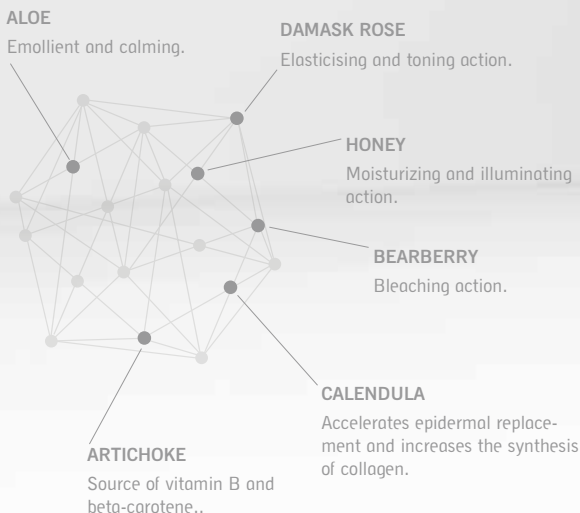 ALOE
Emollient and calming.
DAMASK ROSE
Elasticising and toning action.
HONEY
Moisturizing and illuminating
action.
BEARBERRY
Bleaching action.
CALENDULA
Accelerates epidermal replace-
ment and increases the synthesis
of collagen.
ARTICHOKE
Source of vitamin B and
beta-carotene..